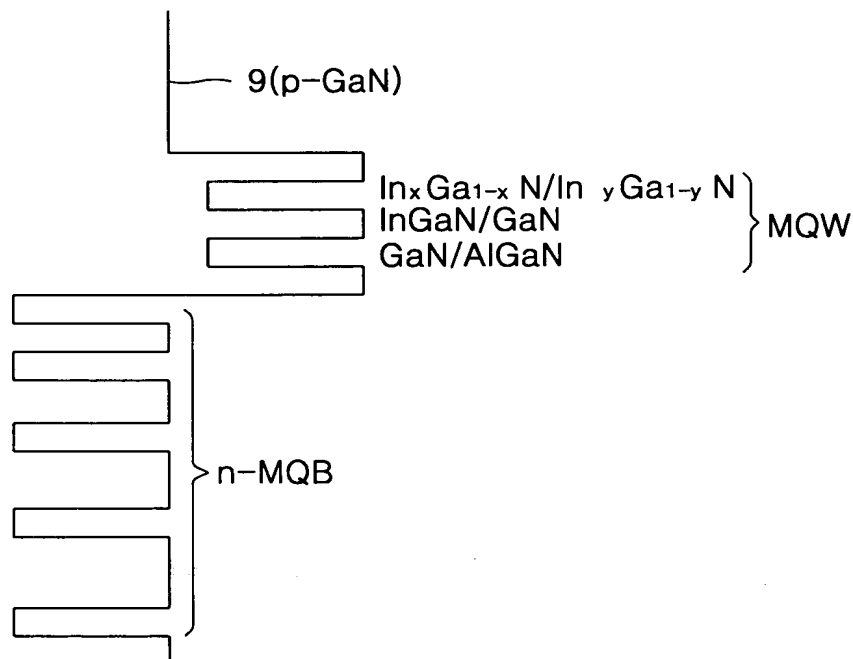 9(p-GaN)
InxGa1-x N/In yGa1-y N
InGaN/GaN
MQW
GaN/AlGaN
n-MQB